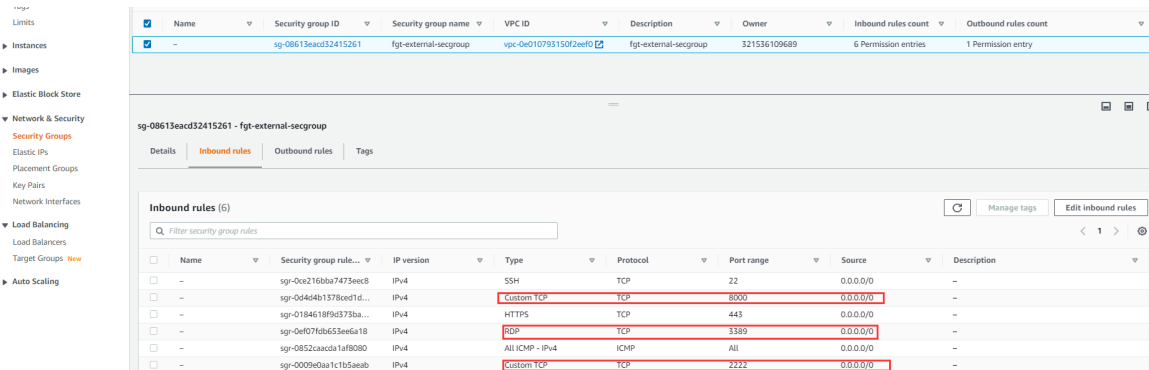 Limits
Instances
Images
Elastic Block Store
Network & Security
Security Groups
Elastic IPs
Placement Groups
Key Pairs
Network Interfaces
Load Balancing
Load Balancers
Target Groups New
Auto Scaling
Name Security group ID Security group name VPC ID Description Owner Inbound rules count Outbound rules count
– sg-08613eacd32415261 fgt-external-secgroup vpc-0e010793150f2eef0 fgt-external-secgroup 321536109689 6 Permission entries 1 Permission entry
sg-08613eacd32415261 - fgt-external-secgroup
Details Inbound rules Outbound rules Tags
Inbound rules (6) Manage tags Edit inbound rules
Filter security group rules 1
Name Security group rule... IP version Type Protocol Port range Source Description
– sgr-0ce216bba7473eec8 IPv4 SSH TCP 22 0.0.0.0/0 –
– sgr-0d4d4b1378ced1d... IPv4 Custom TCP TCP 8000 0.0.0.0/0 –
– sgr-0184618f9d373ba... IPv4 HTTPS TCP 443 0.0.0.0/0 –
– sgr-0ef07fdb653ee6a18 IPv4 RDP TCP 3389 0.0.0.0/0 –
– sgr-0852caacda1af8080 IPv4 All ICMP - IPv4 ICMP All 0.0.0.0/0 –
– sgr-0009e0aa1c1b5aeab IPv4 Custom TCP TCP 2222 0.0.0.0/0 –